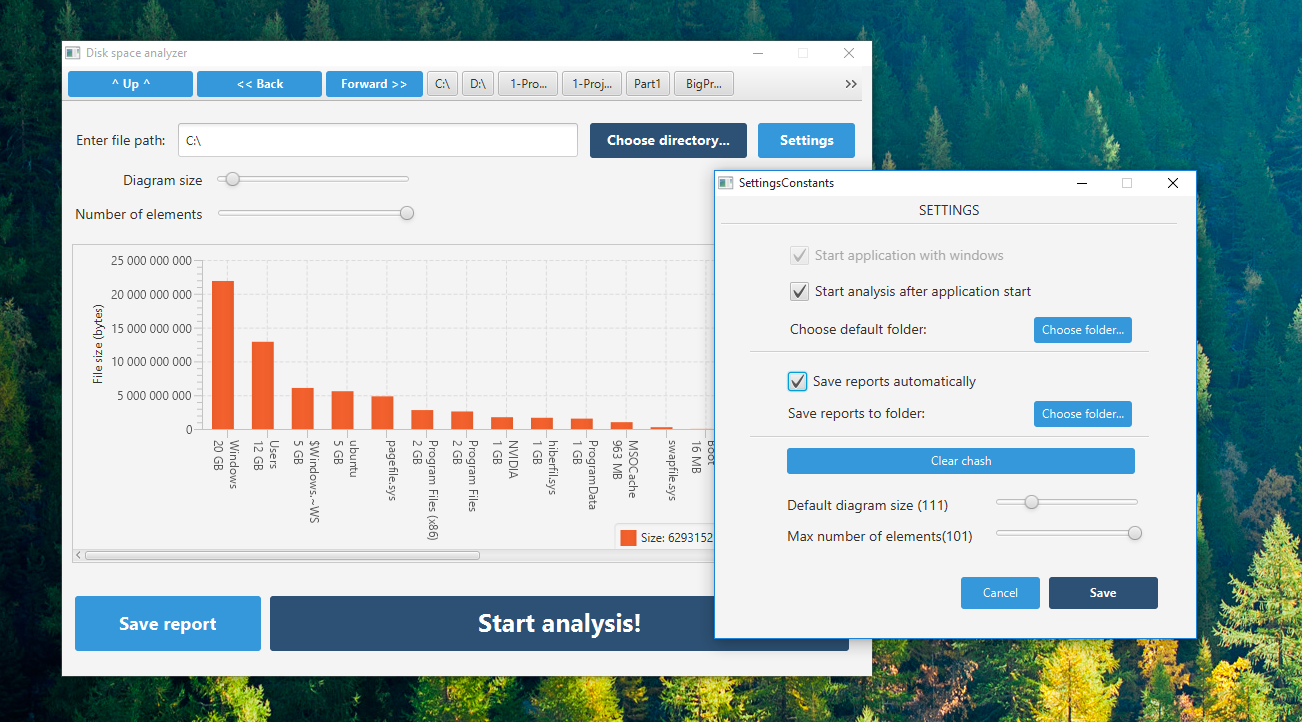 Disk space analyzer
^ Up ^ << Back Forward >> C:\ D:\ 1-Pro... 1-Proj... Part1 BigPr... >>
Enter file path: C:\ Choose directory... Settings
Diagram size
Number of elements
File size (bytes)
25 000 000 000
20 000 000 000
15 000 000 000
10 000 000 000
5 000 000 000
0
Windows
20 GB
Users
12 GB
$Windows.~WS
5 GB
ubuntu
5 GB
pagefile.sys
Program Files (x86)
2 GB
Program Files
2 GB
NVIDIA
1 GB
hiberfil.sys
1 GB
ProgramData
1 GB
MSOCache
963 MB
swapfile.sys
Boot
16 MB
Size: 6293152
Save report Start analysis!
SettingsConstants
SETTINGS
Start application with windows
Start analysis after application start
Choose default folder: Choose folder...
Save reports automatically
Save reports to folder: Choose folder...
Clear chash
Default diagram size (111)
Max number of elements(101)
Cancel Save